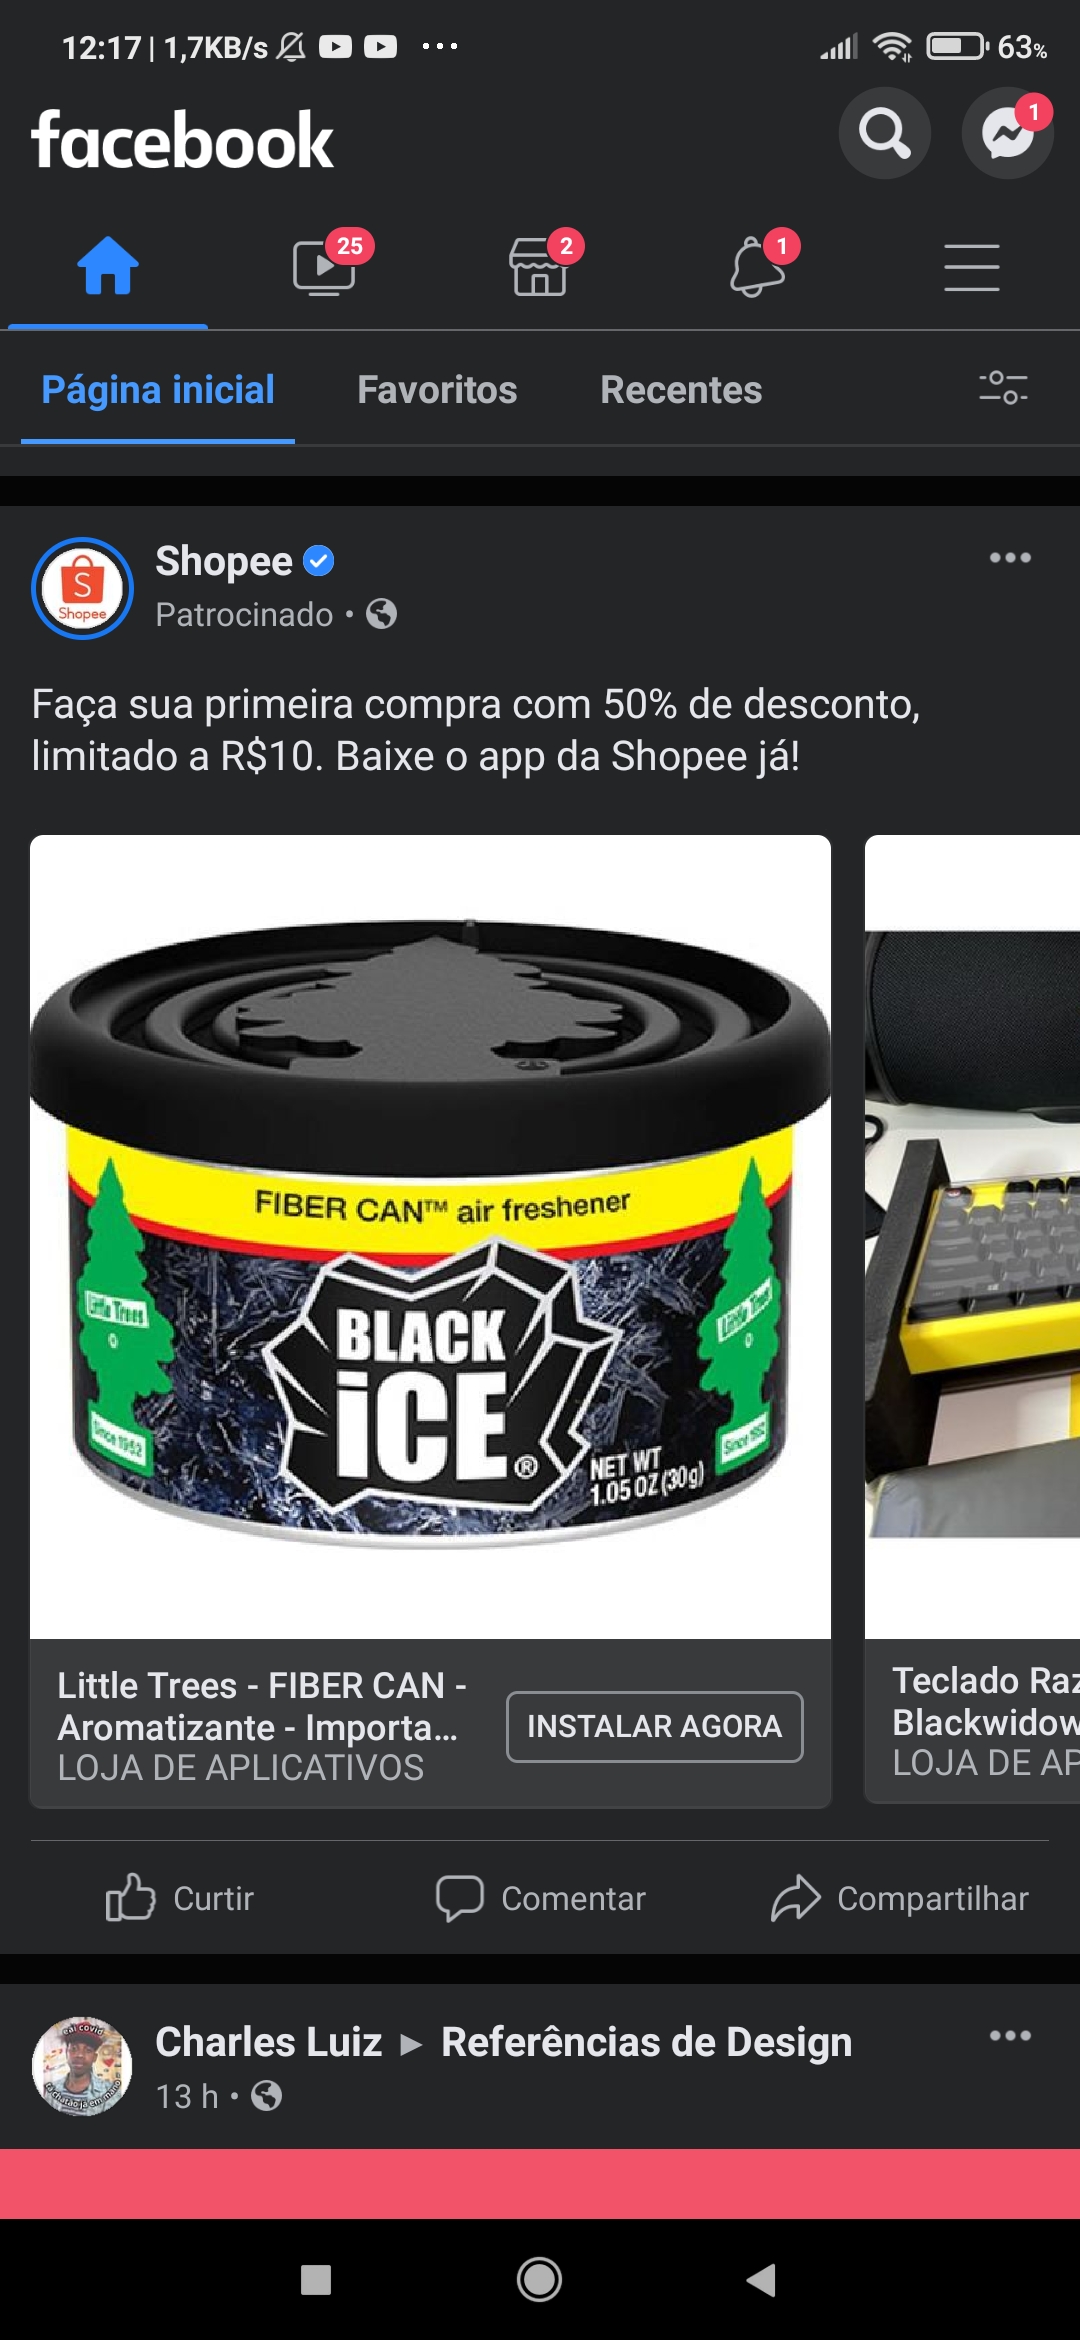 12:17 | 1,7KB/s
63%
facebook
1
25
2
1
Página inicial
Favoritos
Recentes
S
Shopee
Shopee
Patrocinado •
Faça sua primeira compra com 50% de desconto,
limitado a R$10. Baixe o app da Shopee já!
FIBER CAN™ air freshener
Little Trees
Little Trees
BLACK
iCE®
Since 1952
Since 1952
NET WT
1.05 OZ (30g)
Little Trees - FIBER CAN -
Aromatizante - Importa...
LOJA DE APLICATIVOS
INSTALAR AGORA
Teclado Raz
Blackwidow
LOJA DE AP
Curtir
Comentar
Compartilhar
eai covid
Charles Luiz ▶ Referências de Design
13 h •